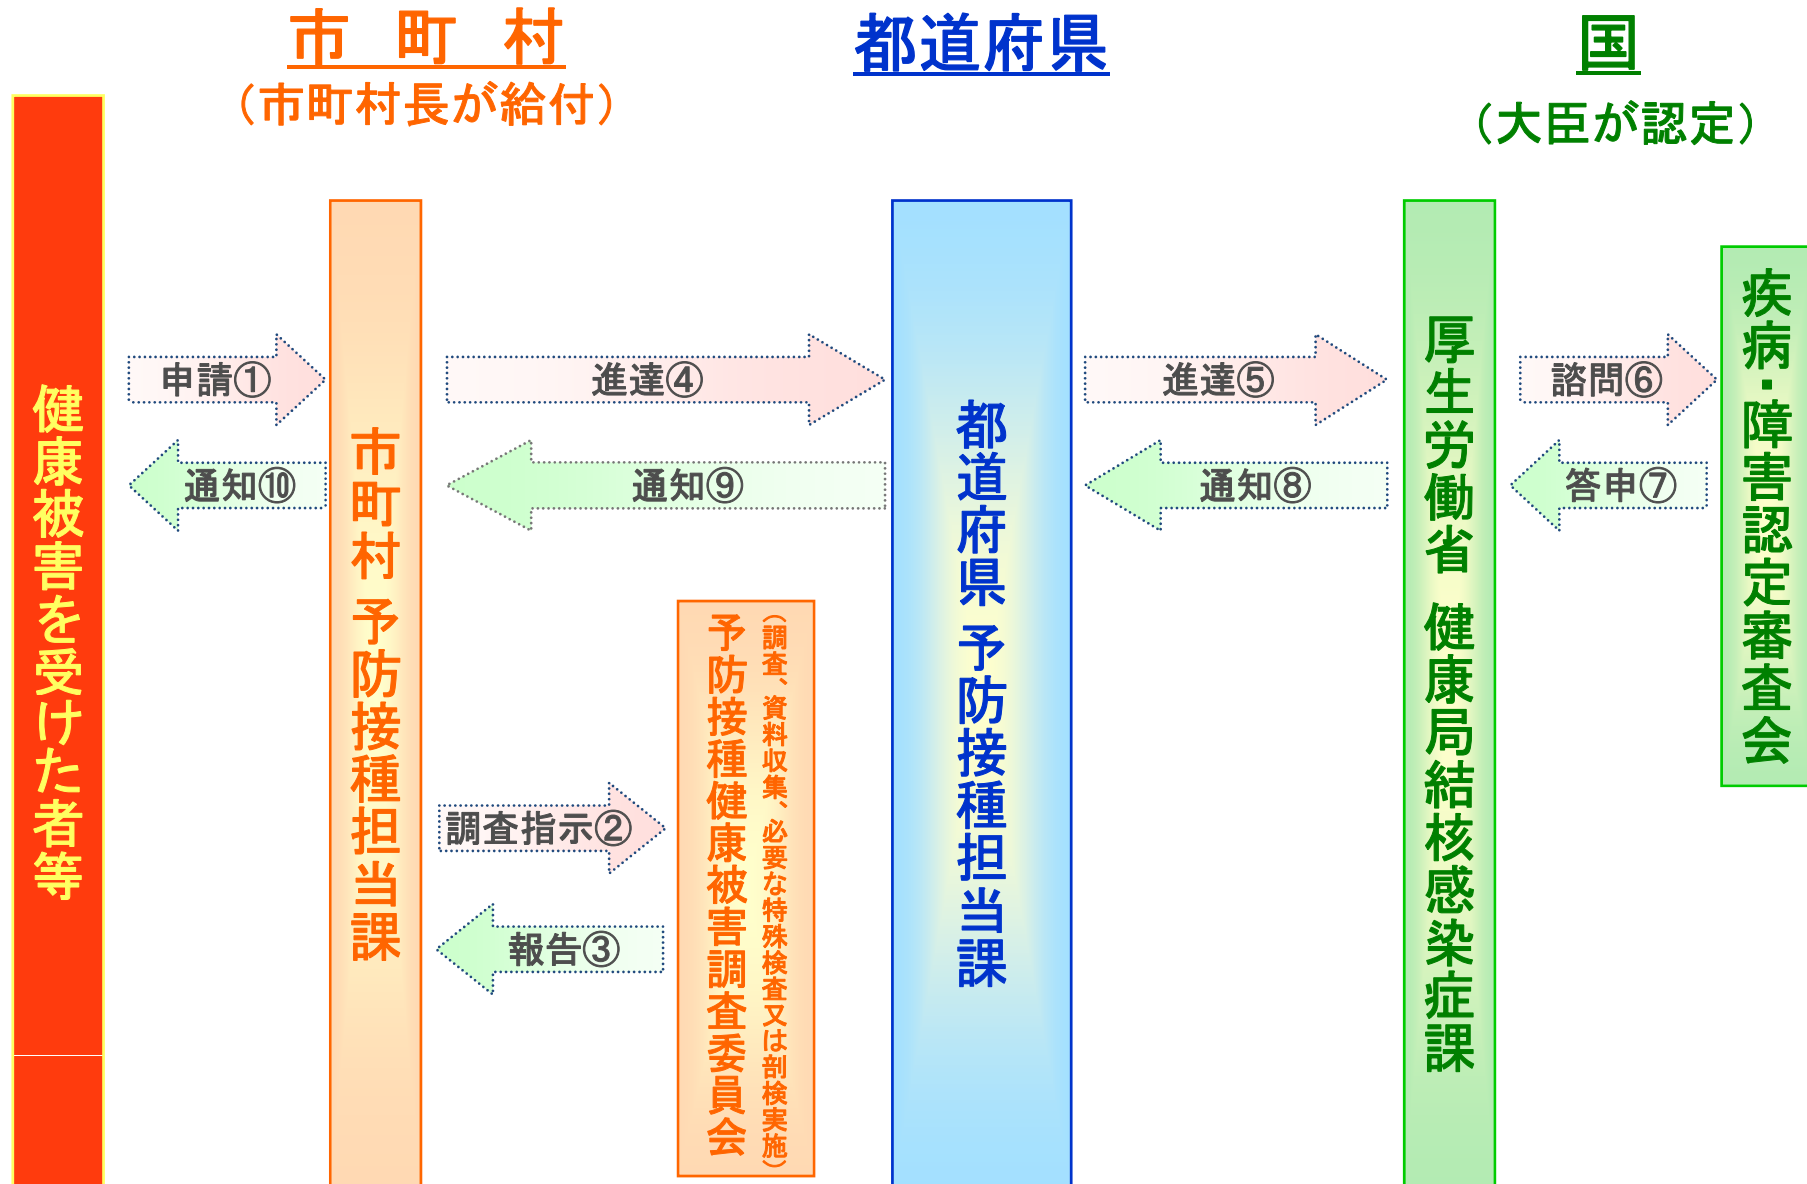 市　町　村
（市町村長が給付）
都道府県
国
（大臣が認定）
健康被害を受けた者等
申請①
通知⑩
市町村 予防接種担当課
進達④
通知⑨
調査指示②
報告③
予防接種健康被害調査委員会
（調査、資料収集、必要な特殊検査又は剖検実施）
都道府県 予防接種担当課
進達⑤
通知⑧
厚生労働省 健康局結核感染症課
諮問⑥
答申⑦
疾病・障害認定審査会